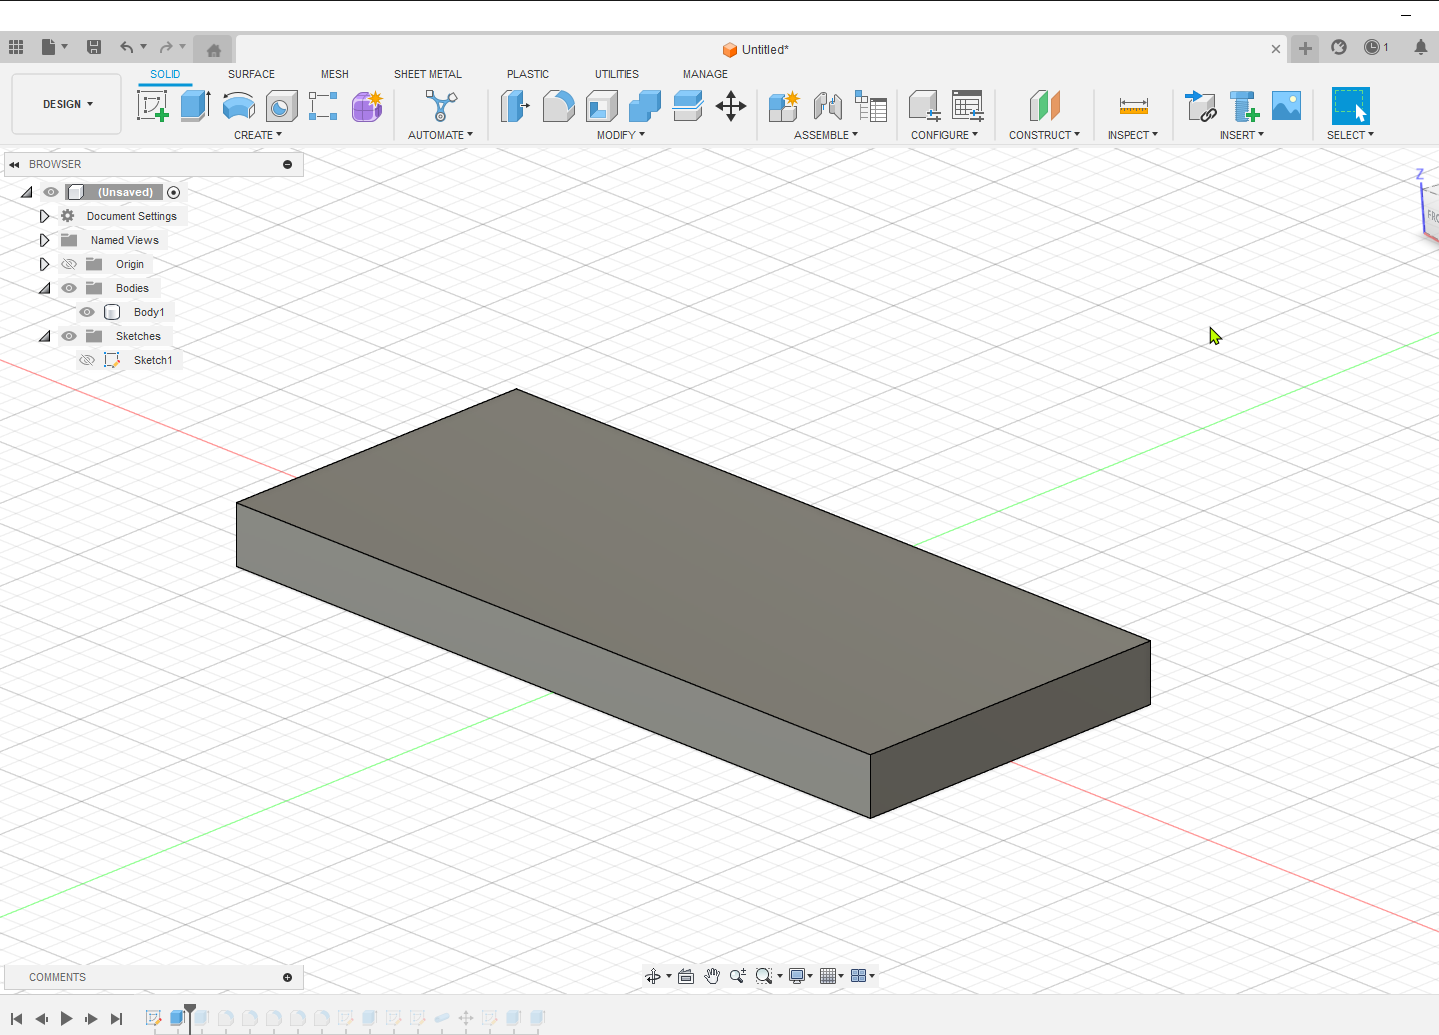 Untitled*
1
SOLID SURFACE MESH SHEET METAL PLASTIC UTILITIES MANAGE
DESIGN
CREATE AUTOMATE MODIFY ASSEMBLE CONFIGURE CONSTRUCT INSPECT INSERT SELECT
BROWSER
(Unsaved)
Document Settings
Named Views
Origin
Bodies
Body1
Sketches
Sketch1
Z
COMMENTS